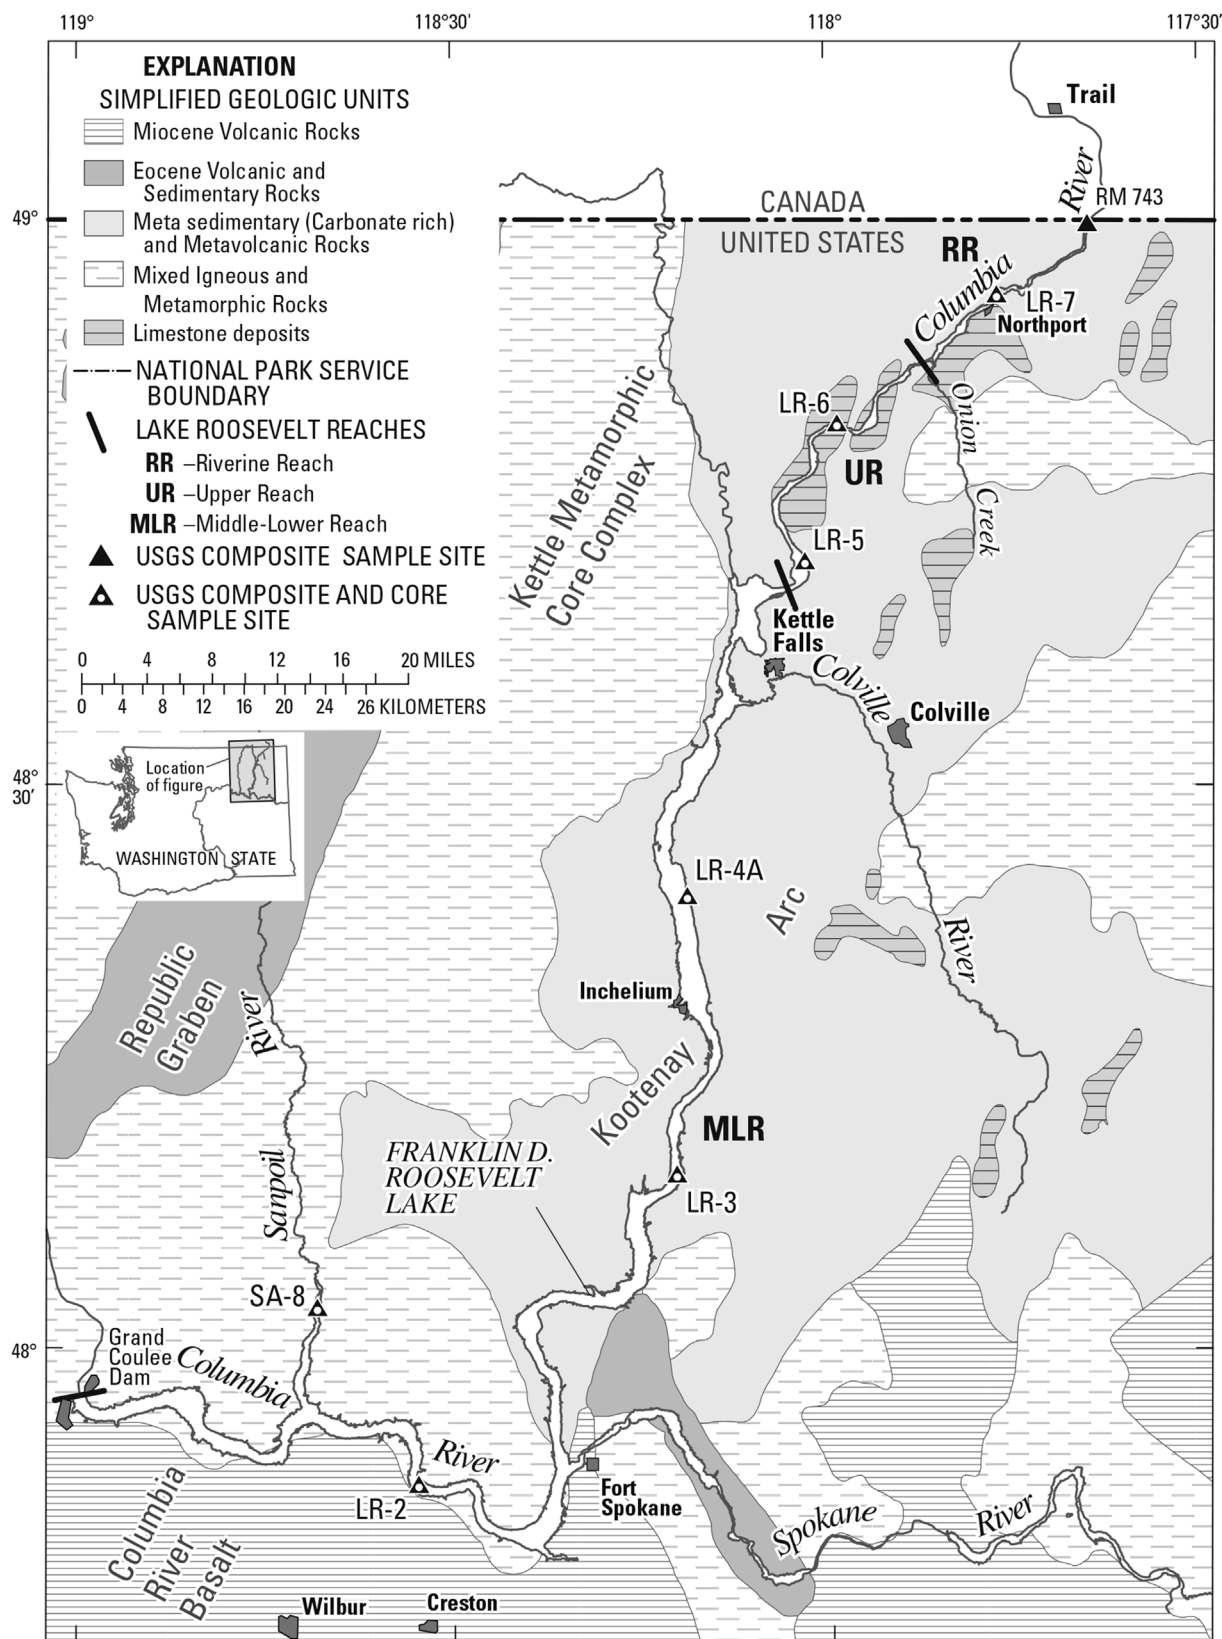 119°
118°30′
118°
117°30′
EXPLANATION
SIMPLIFIED GEOLOGIC UNITS
Miocene Volcanic Rocks
Eocene Volcanic and
Sedimentary Rocks
Meta sedimentary (Carbonate rich)
and Metavolcanic Rocks
Mixed Igneous and
Metamorphic Rocks
Limestone deposits
NATIONAL PARK SERVICE
BOUNDARY
LAKE ROOSEVELT REACHES
RR –Riverine Reach
UR –Upper Reach
MLR –Middle-Lower Reach
USGS COMPOSITE SAMPLE SITE
USGS COMPOSITE AND CORE
SAMPLE SITE
0 4 8 12 16 20 MILES
0 4 8 12 16 20 24 26 KILOMETERS
Location
of figure
WASHINGTON STATE
49°
48°
30′
48°
Trail
River
RM 743
CANADA
UNITED STATES
RR
Columbia
LR-7
Northport
Kettle Metamorphic
Core Complex
LR-6
Onion
Creek
UR
LR-5
Kettle
Falls
Colville
Colville
River
LR-4A
Arc
Inchelium
Kootenay
MLR
Republic
Graben
River
Sanpoil
FRANKLIN D.
ROOSEVELT
LAKE
LR-3
SA-8
Grand
Coulee
Dam
Columbia
River
LR-2
Fort
Spokane
Spokane
River
Columbia
River
Basalt
Wilbur
Creston